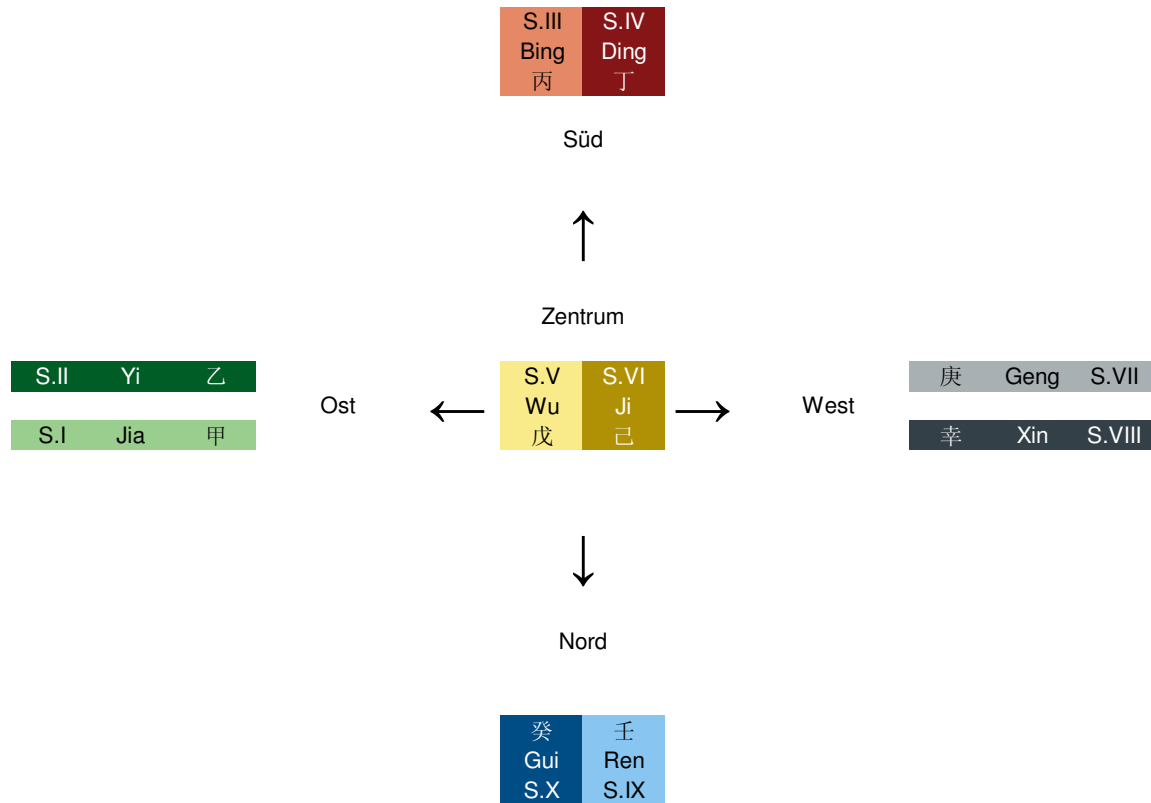 S.III S.IV
Bing Ding
丙 丁
Süd
Zentrum
S.II Yi 乙
S.I Jia 甲
Ost
S.V S.VI
Wu Ji
戊 己
West
庚 Geng S.VII
幸 Xin S.VIII
Nord
癸 壬
Gui Ren
S.X S.IX